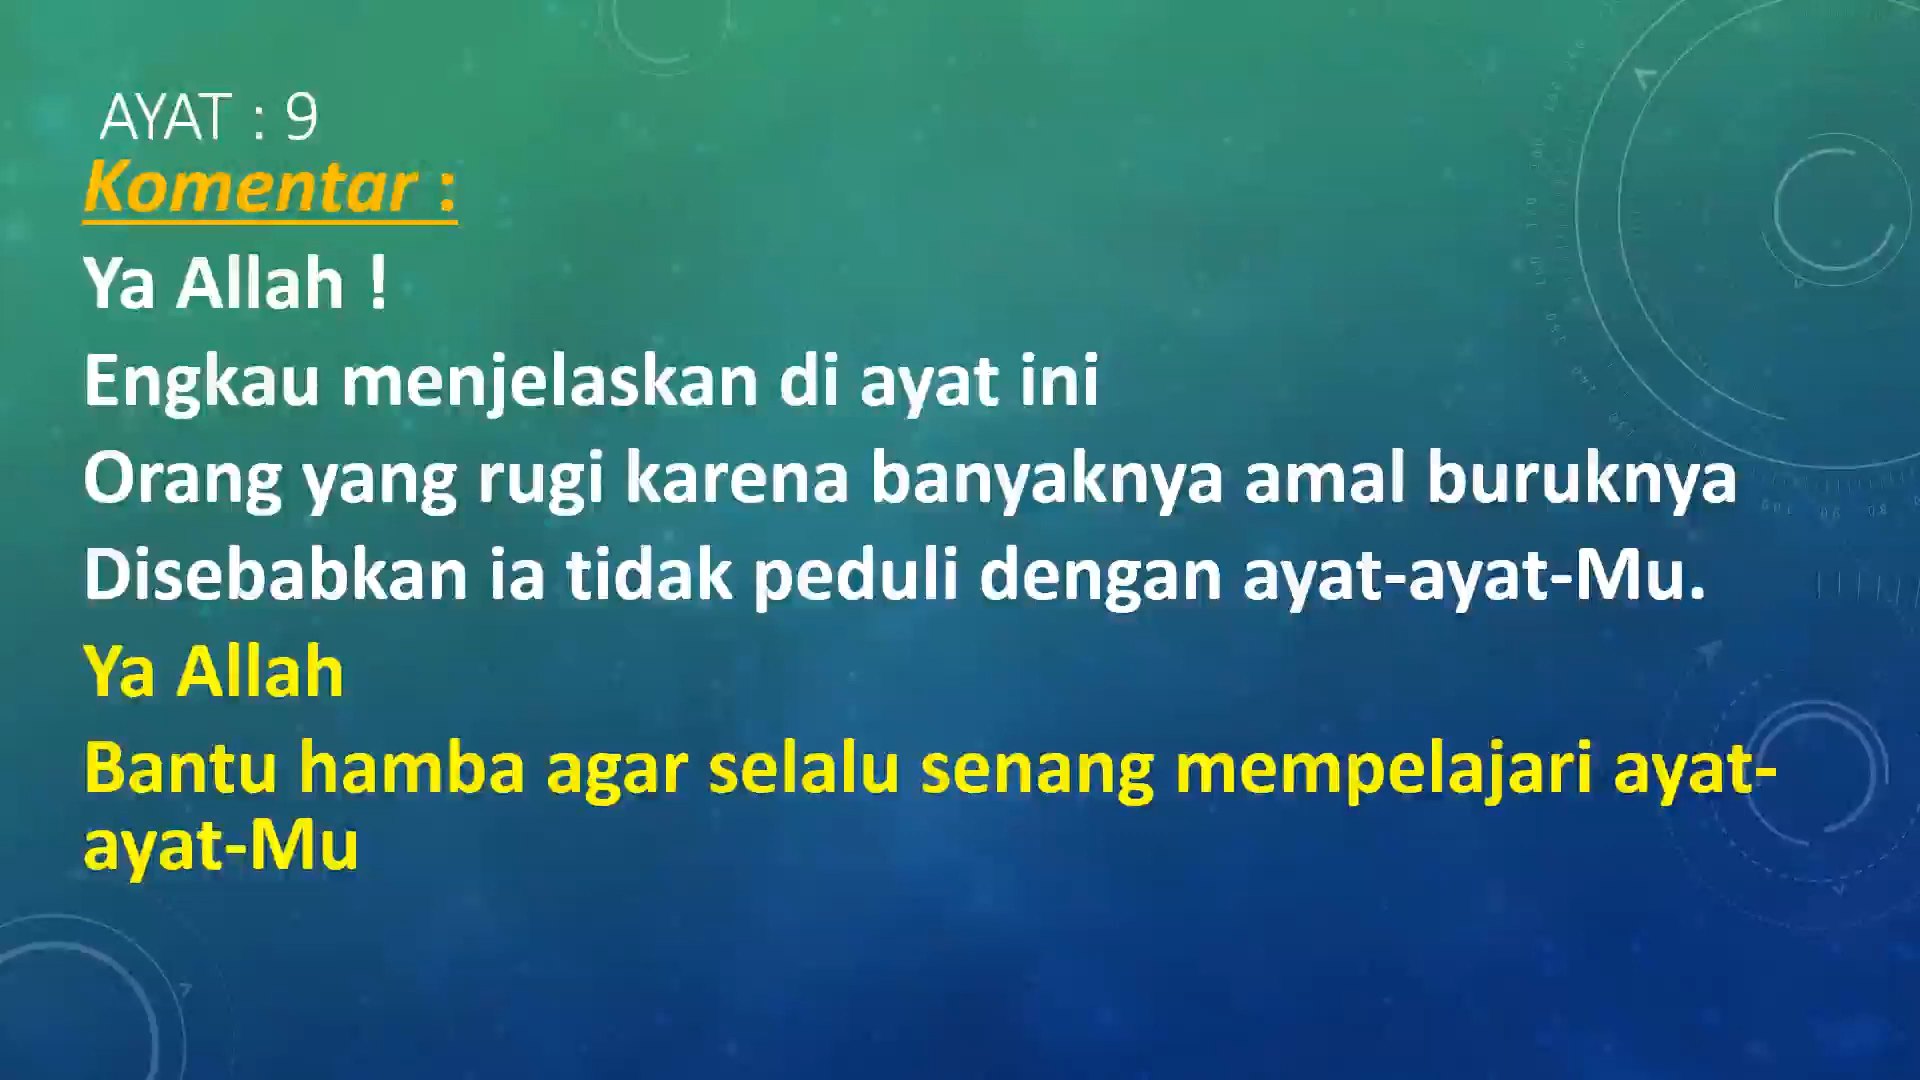 AYAT : 9
Komentar :
Ya Allah !
Engkau menjelaskan di ayat ini
Orang yang rugi karena banyaknya amal buruknya
Disebabkan ia tidak peduli dengan ayat-ayat-Mu.
Ya Allah
Bantu hamba agar selalu senang mempelajari ayat-
ayat-Mu